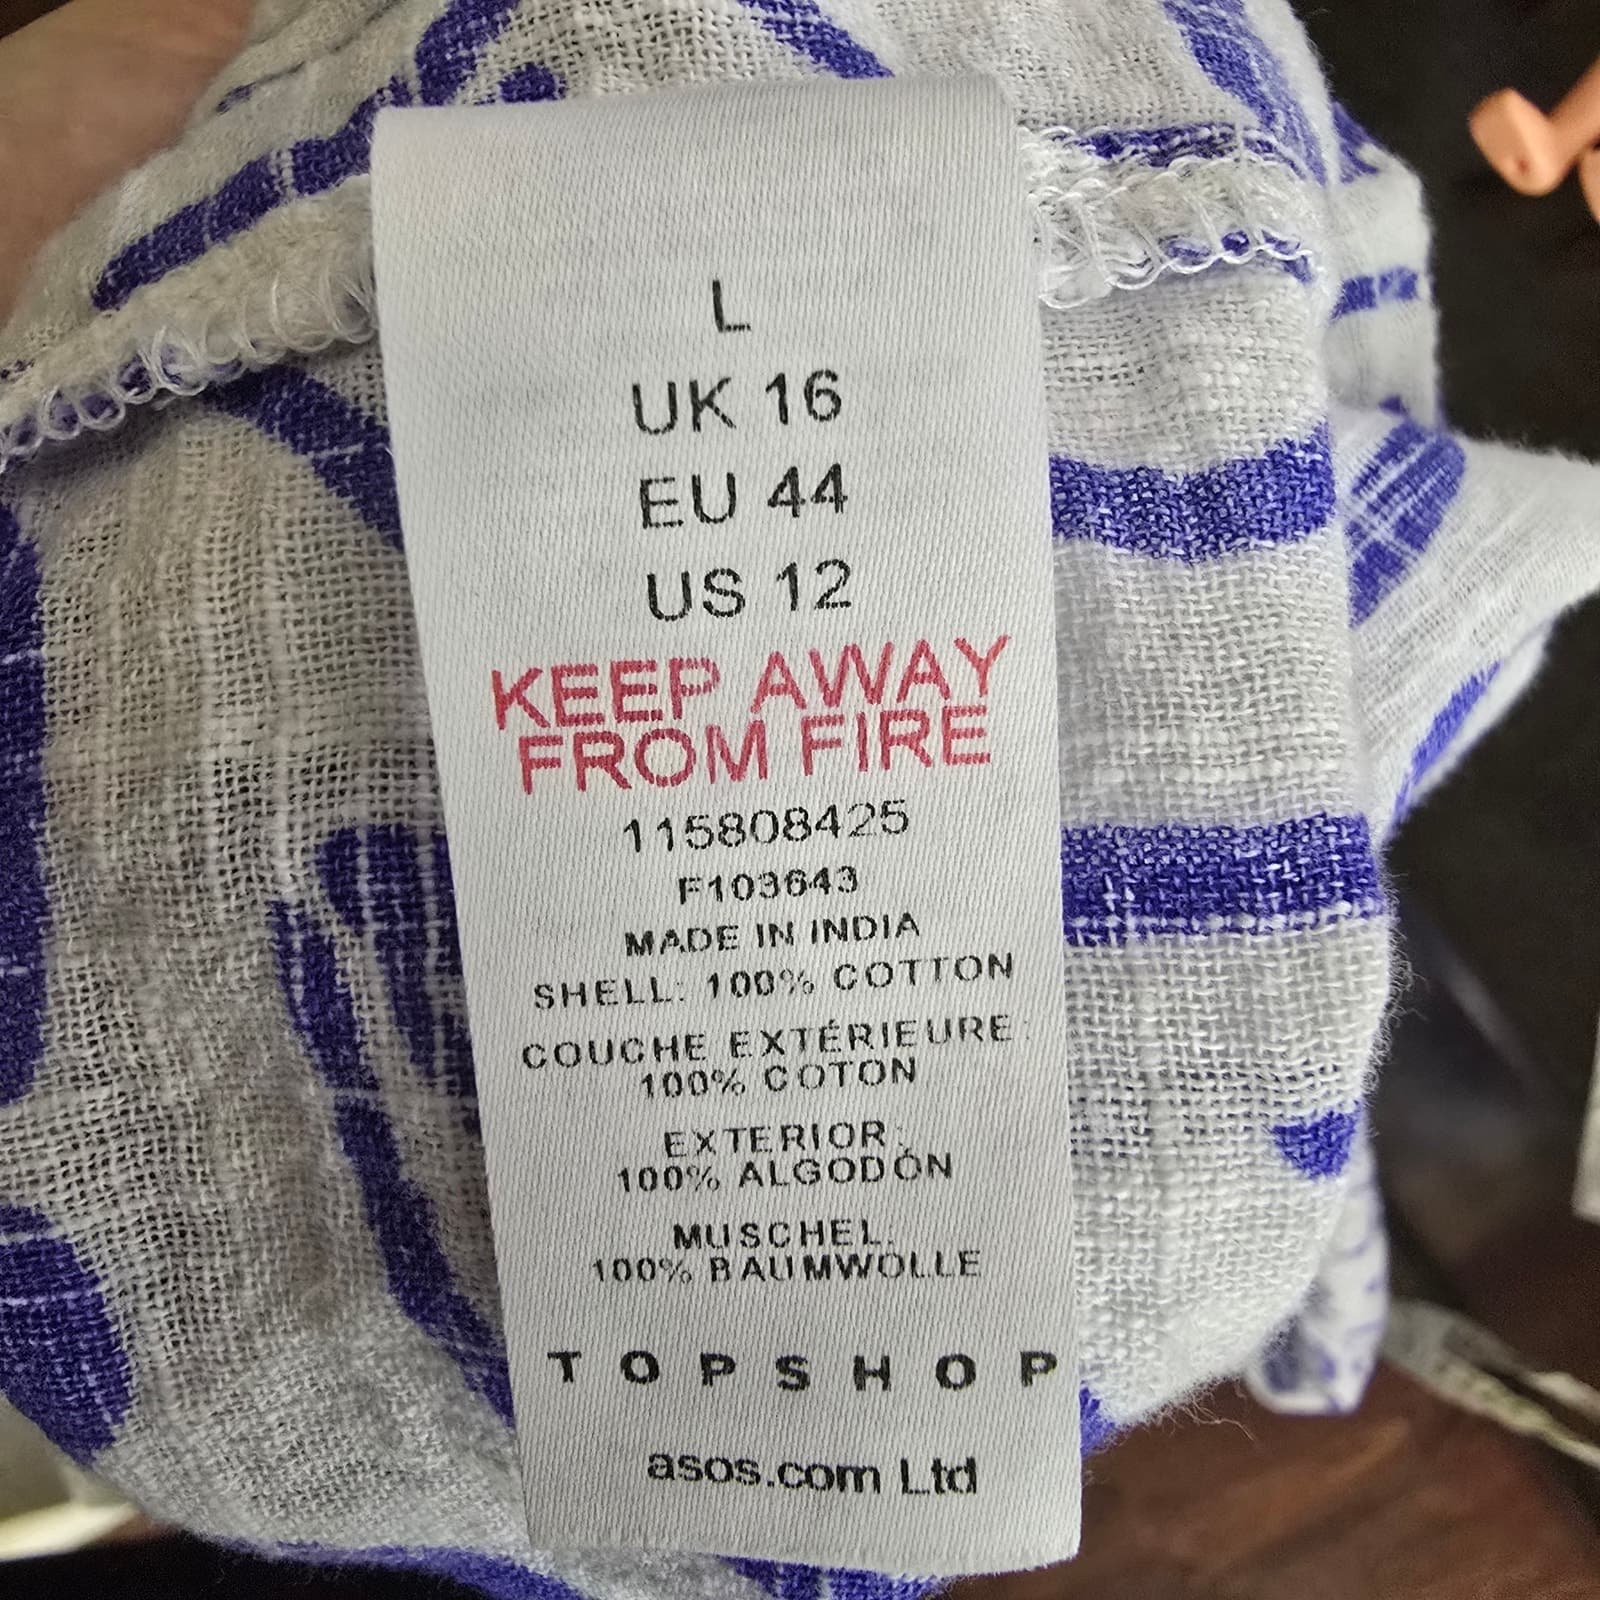 L
UK 16
EU 44
US 12
KEEP AWAY
FROM FIRE
115808425
F103643
MADE IN INDIA
SHELL: 100% COTTON
COUCHE EXTÉRIEURE:
100% COTON
EXTERIOR:
100% ALGODÓN
MUSCHEL:
100% BAUMWOLLE
TOPSHOP
asos.com Ltd